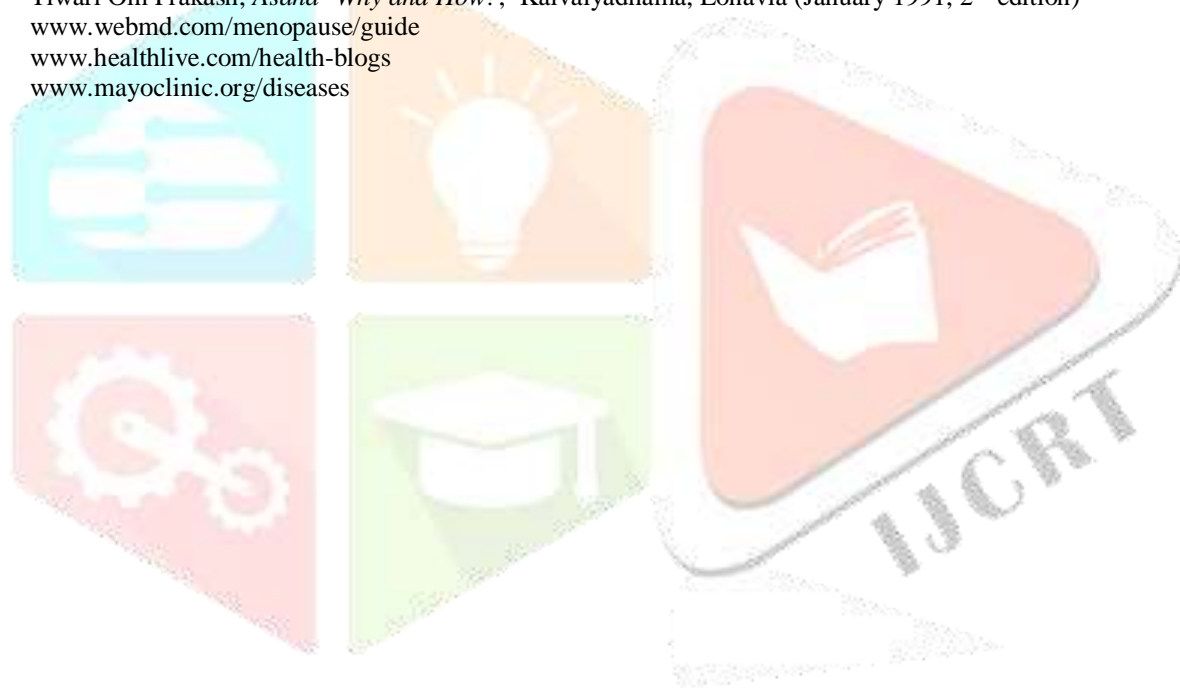 Tiwari Om Prakash, Asana "Why and How?," Kaivalyadhama, Lonavla (January 1991, 2 edition)
www.webmd.com/menopause/guide
www.healthlive.com/health-blogs
www.mayoclinic.org/diseases
IJCRT